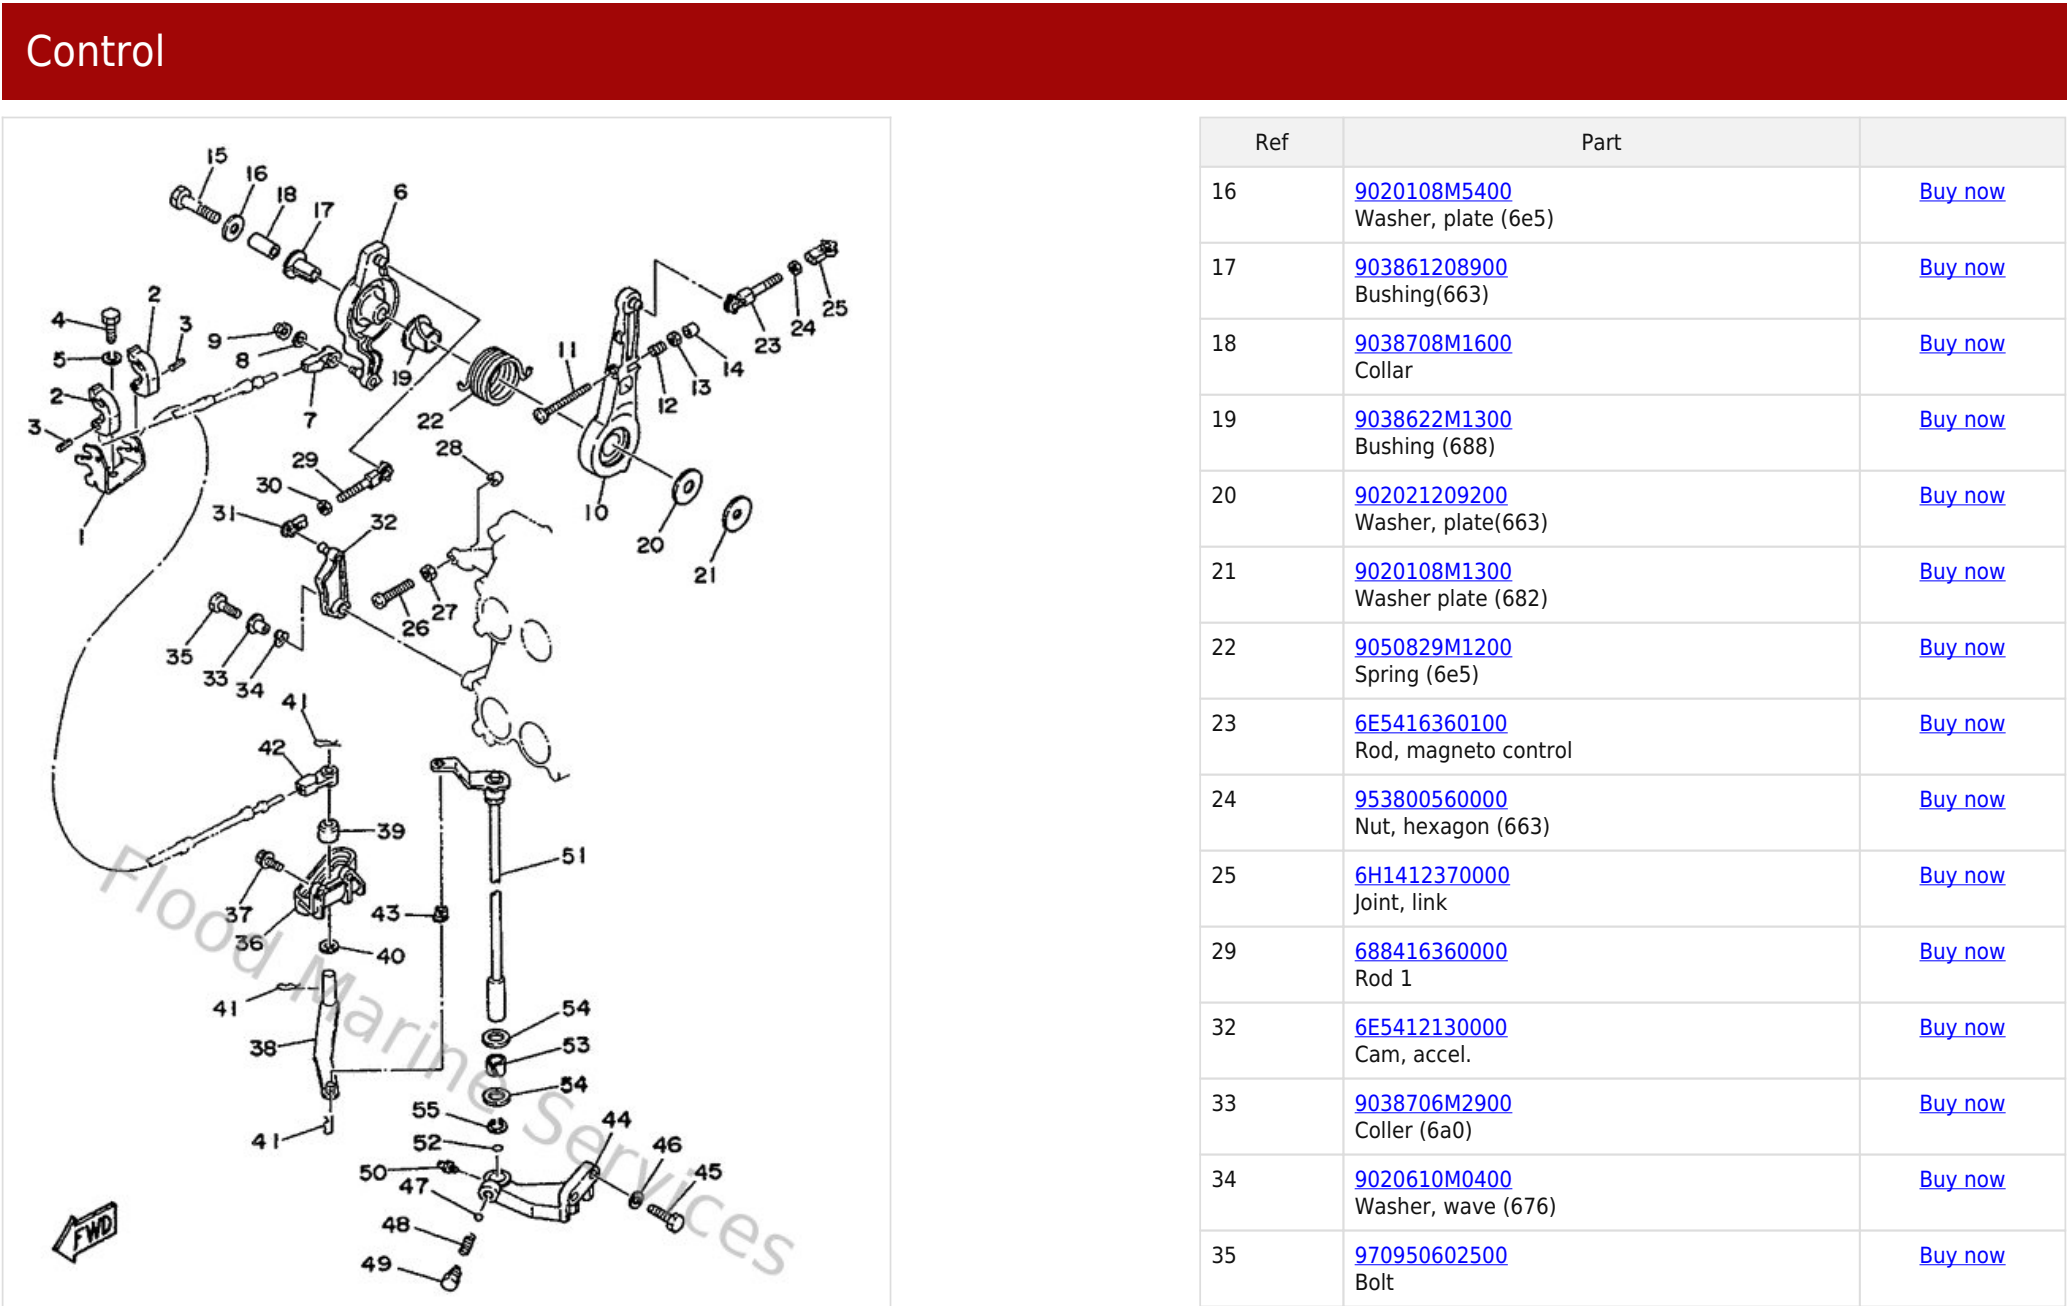 Control
15
16
18
17
6
2
4
3
9
5
8
2
7
3
1
19
22
11
12
13
14
23
24
25
10
20
21
28
29
30
31
32
26
27
35
33
34
41
42
39
37
36
43
40
41
38
41
51
54
53
54
55
52
50
47
48
49
44
46
45
FWD
Flood Marine Services
Ref Part
16 9020108M5400 Buy now
Washer, plate (6e5)
17 903861208900 Buy now
Bushing(663)
18 9038708M1600 Buy now
Collar
19 9038622M1300 Buy now
Bushing (688)
20 902021209200 Buy now
Washer, plate(663)
21 9020108M1300 Buy now
Washer plate (682)
22 9050829M1200 Buy now
Spring (6e5)
23 6E5416360100 Buy now
Rod, magneto control
24 953800560000 Buy now
Nut, hexagon (663)
25 6H1412370000 Buy now
Joint, link
29 688416360000 Buy now
Rod 1
32 6E5412130000 Buy now
Cam, accel.
33 9038706M2900 Buy now
Coller (6a0)
34 9020610M0400 Buy now
Washer, wave (676)
35 970950602500 Buy now
Bolt